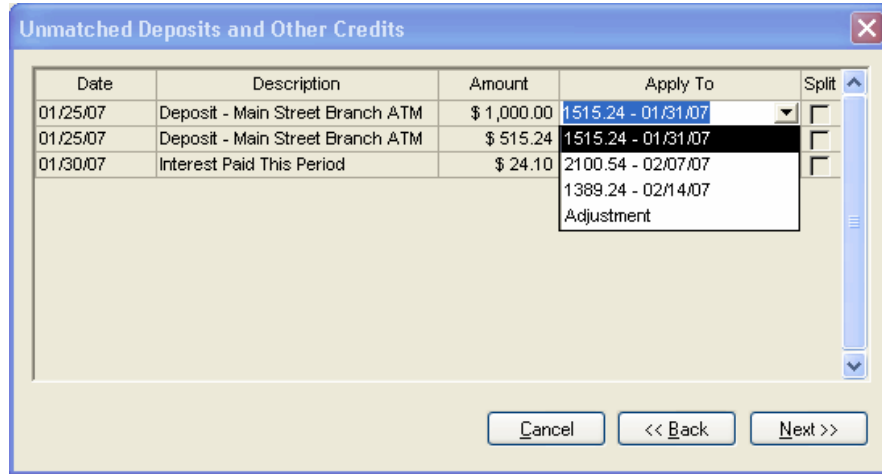 Unmatched Deposits and Other Credits
Date Description Amount Apply To Split
01/25/07 Deposit - Main Street Branch ATM $ 1,000.00 1515.24 - 01/31/07
01/25/07 Deposit - Main Street Branch ATM $ 515.24 1515.24 - 01/31/07
01/30/07 Interest Paid This Period $ 24.10 2100.54 - 02/07/07
1389.24 - 02/14/07
Adjustment
Cancel << Back Next >>